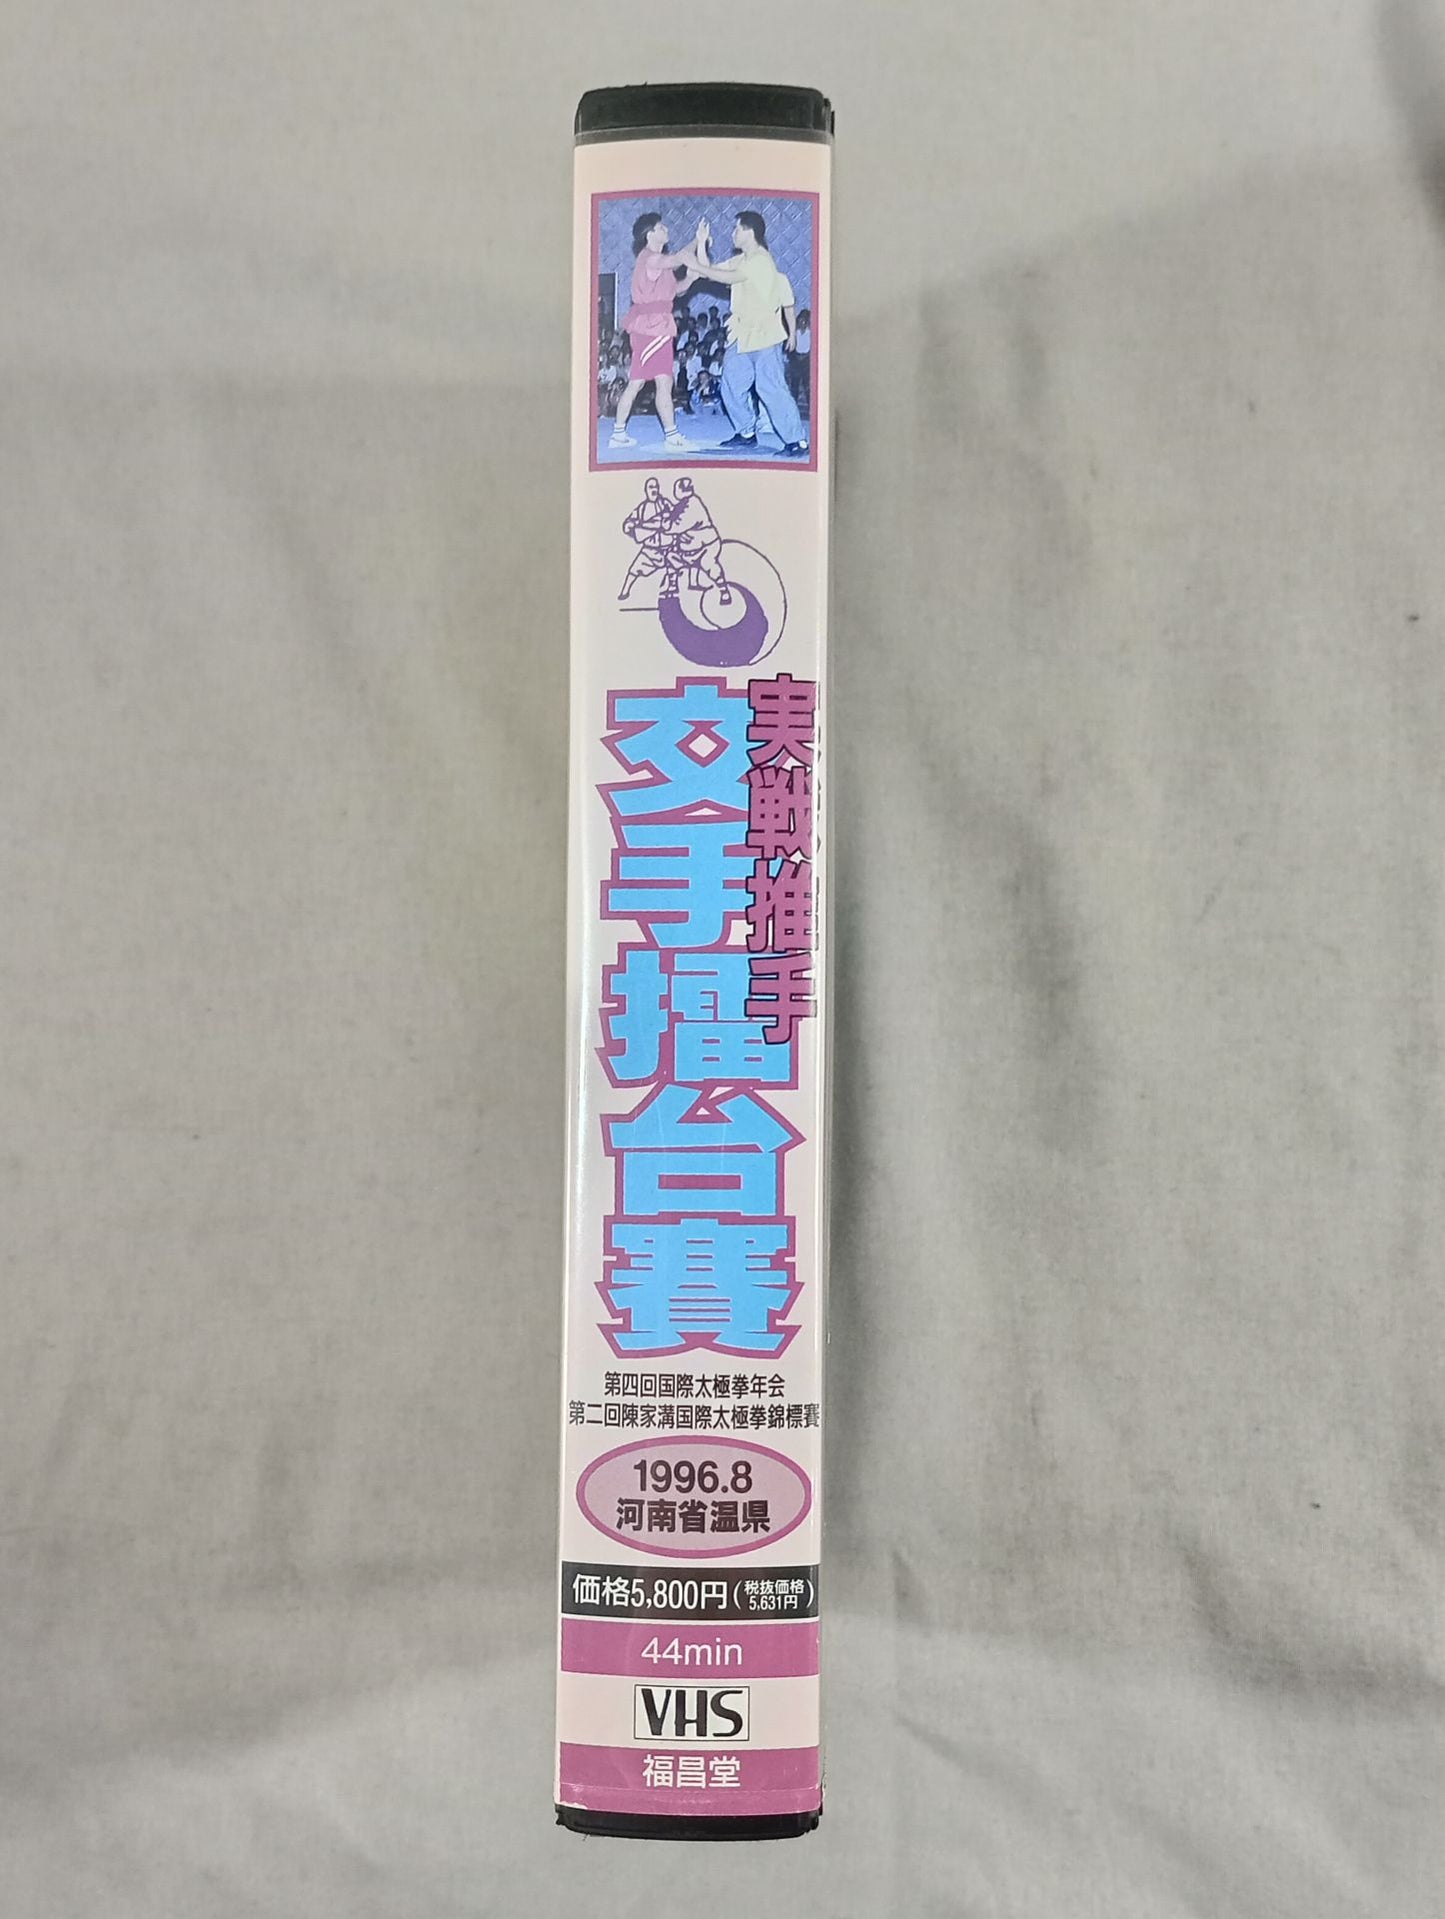 実戦推手
交手擂台賽
第四回国際太極拳年会
第二回陳家溝国際太極拳錦標賽
1996.8
河南省温県
価格5,800円(税抜価格5,631円)
44min
VHS
福昌堂